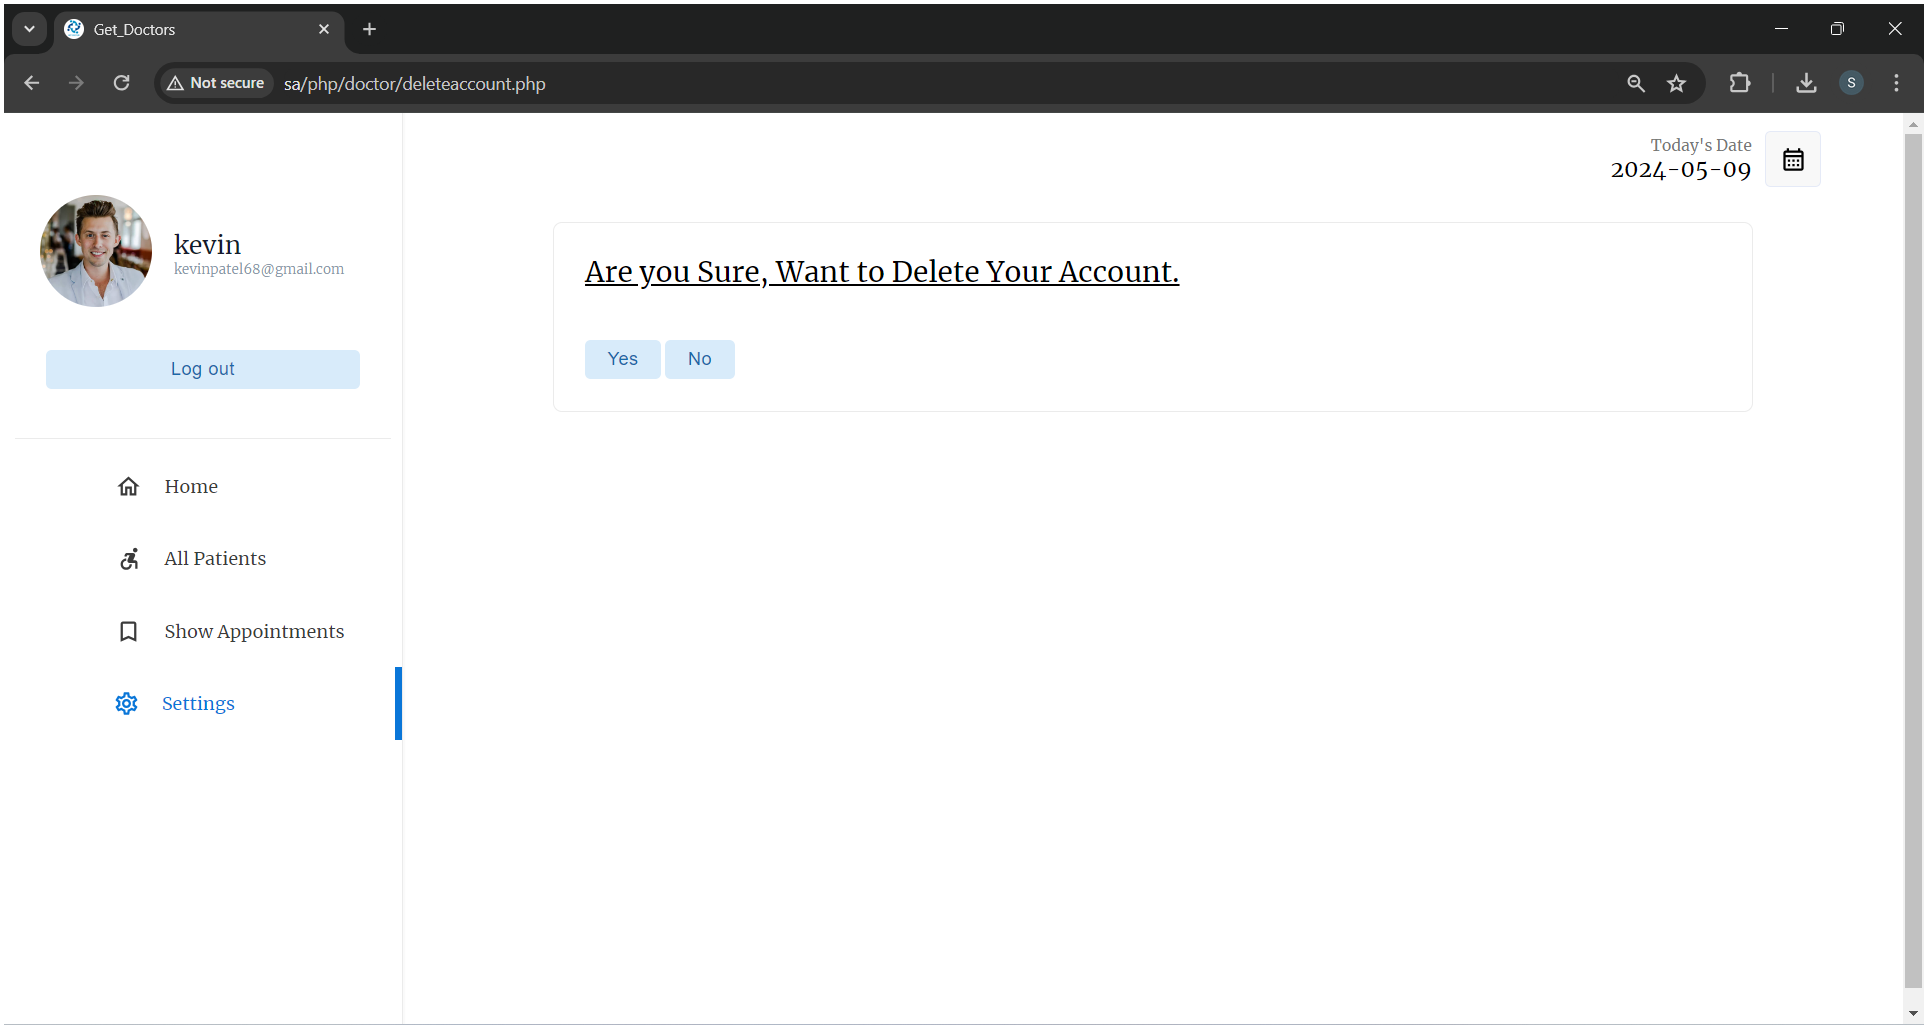 Get_Doctors
Not secure
sa/php/doctor/deleteaccount.php
S
Today's Date
2024-05-09
kevin
kevinpatel68@gmail.com
Log out
Are you Sure, Want to Delete Your Account.
Yes No
Home
All Patients
Show Appointments
Settings